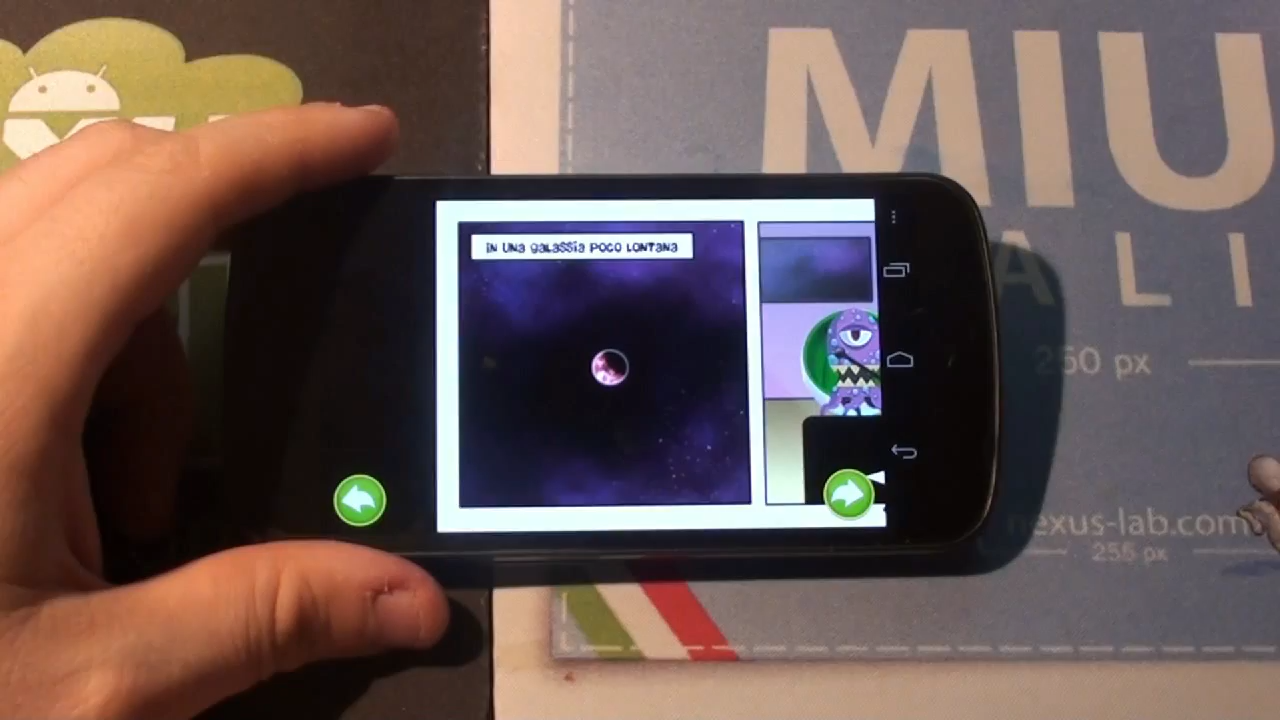 MIU
IN UNA GALASSIA POCO LONTANA
ALI
250 px
nexus-lab.com
255 px